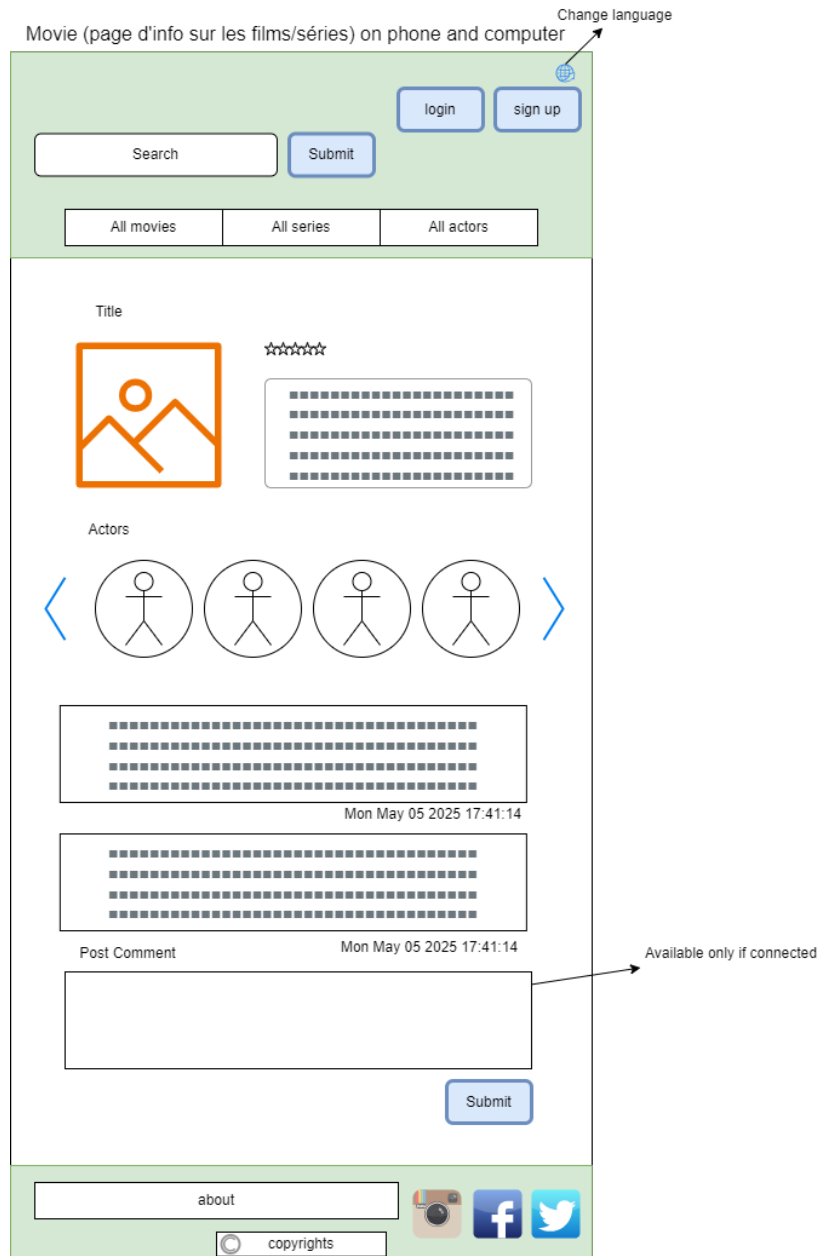 Change language
Movie (page d'info sur les films/séries) on phone and computer
login
sign up
Search
Submit
All movies
All series
All actors
Title
Actors
Mon May 05 2025 17:41:14
Mon May 05 2025 17:41:14
Post Comment
Available only if connected
Submit
about
copyrights